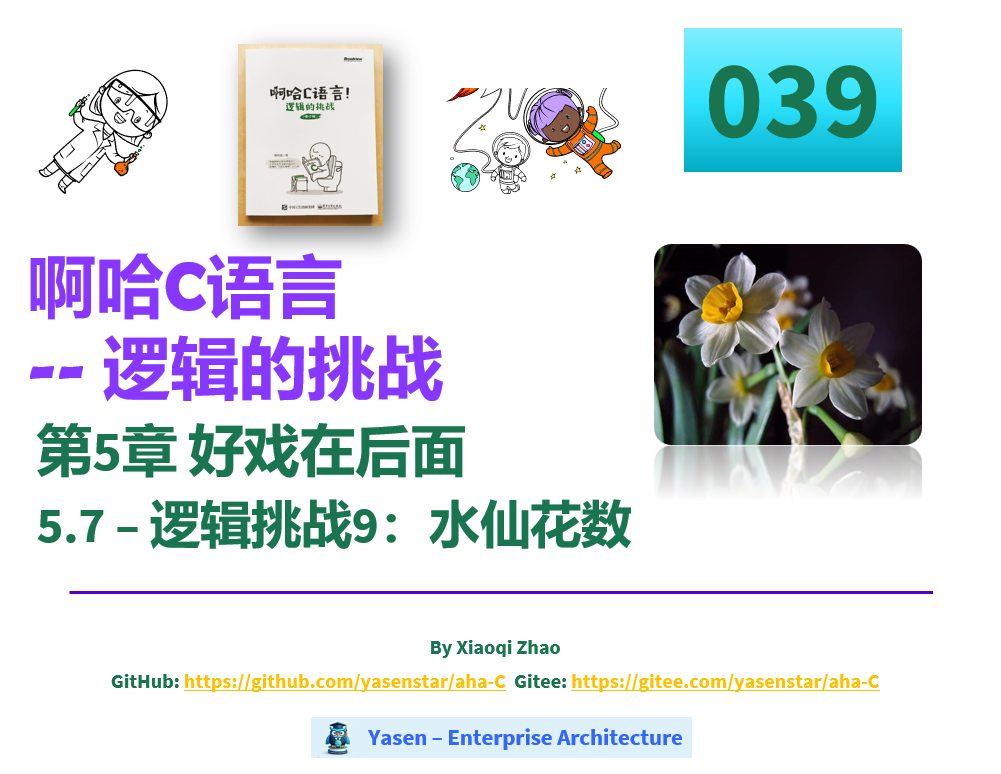 啊哈C语言!
逻辑的挑战
039
啊哈C语言
-- 逻辑的挑战
第5章 好戏在后面
5.7 – 逻辑挑战9：水仙花数
By Xiaoqi Zhao
GitHub: https://github.com/yasenstar/aha-C Gitee: https://gitee.com/yasenstar/aha-C
Yasen – Enterprise Architecture